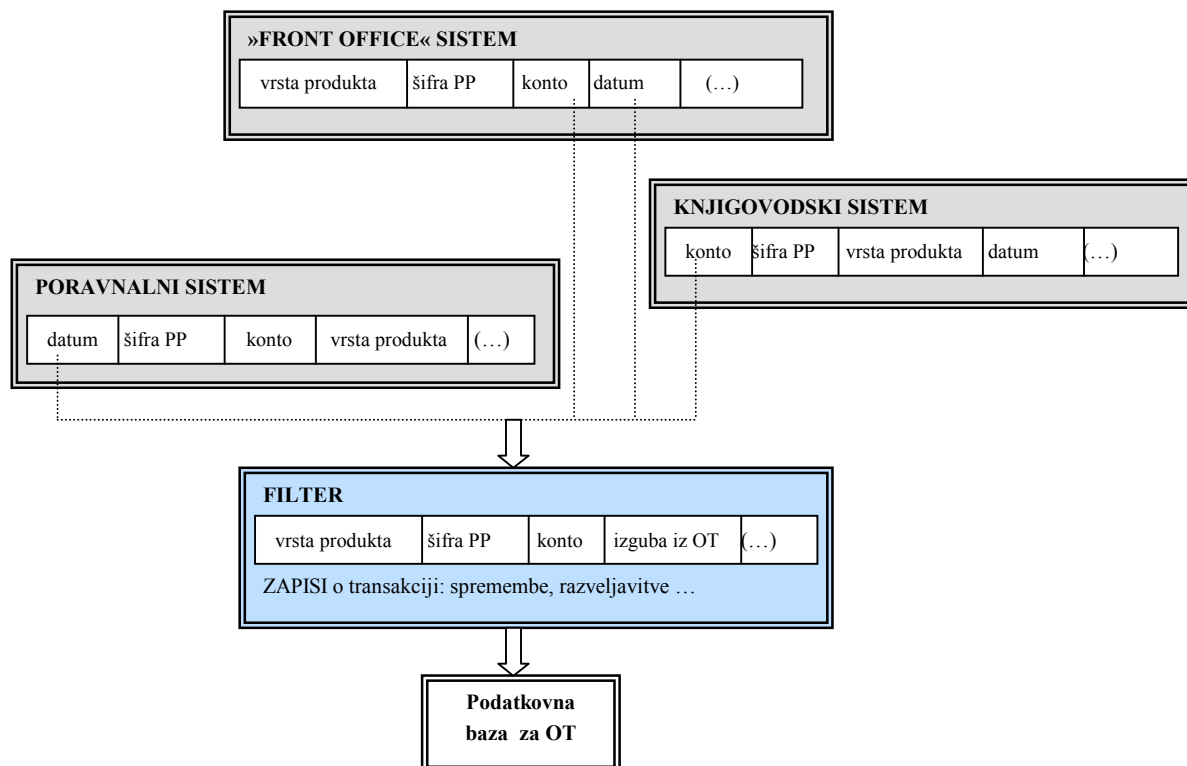 »FRONT OFFICE« SISTEM
vrsta produkta šifra PP konto datum (…)
KNJIGOVODSKI SISTEM
konto šifra PP vrsta produkta datum (…)
PORAVNALNI SISTEM
datum šifra PP konto vrsta produkta (…)
FILTER
vrsta produkta šifra PP konto izguba iz OT (…)
ZAPISI o transakciji: spremembe, razveljavitve …
Podatkovna
baza za OT